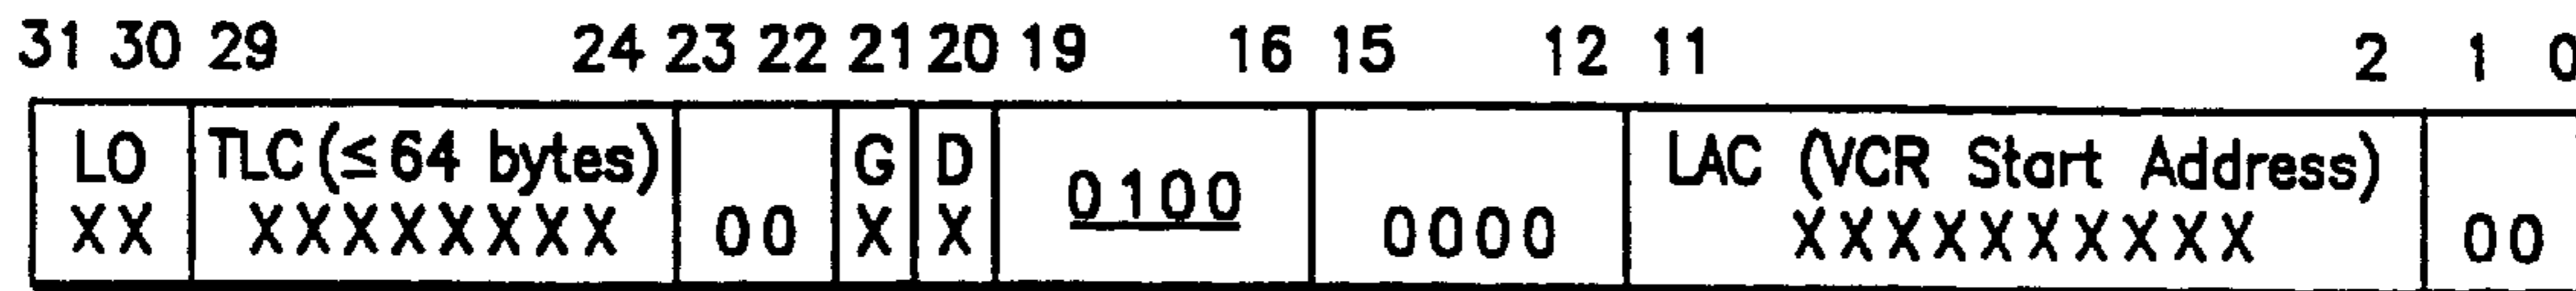 31 30 29 24 23 22 21 20 19 16 15 12 11 2 1 0
LO TLC (≤64 bytes) G D LAC (VCR Start Address)
XX XXXXXXXX 00 X X 0100 0000 XXXXXXXXXX 00